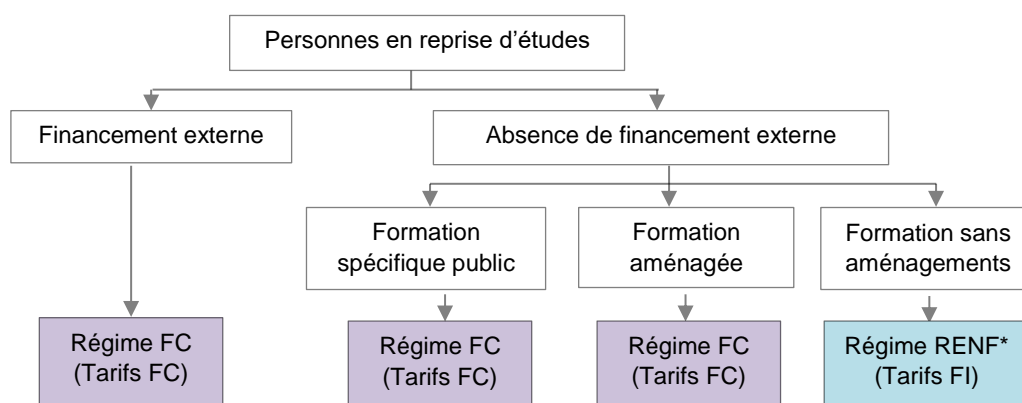 Personnes en reprise d’études
Financement externe
Absence de financement externe
Formation
spécifique public
Formation
aménagée
Formation sans
aménagements
Régime FC
(Tarifs FC)
Régime FC
(Tarifs FC)
Régime FC
(Tarifs FC)
Régime RENF*
(Tarifs FI)